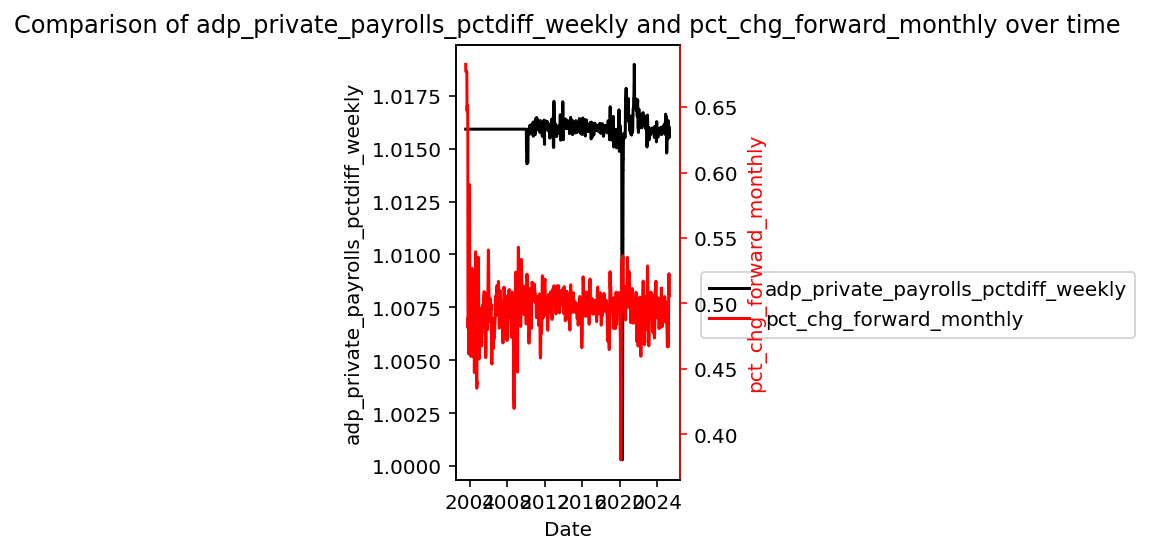 Comparison of adp_private_payrolls_pctdiff_weekly and pct_chg_forward_monthly over time
adp_private_payrolls_pctdiff_weekly
1.0175
1.0150
1.0125
1.0100
1.0075
1.0050
1.0025
1.0000
0.65
0.60
0.55
0.50
0.45
0.40
pct_chg_forward_monthly
adp_private_payrolls_pctdiff_weekly
pct_chg_forward_monthly
2004 2008 2012 2016 2020 2024
Date